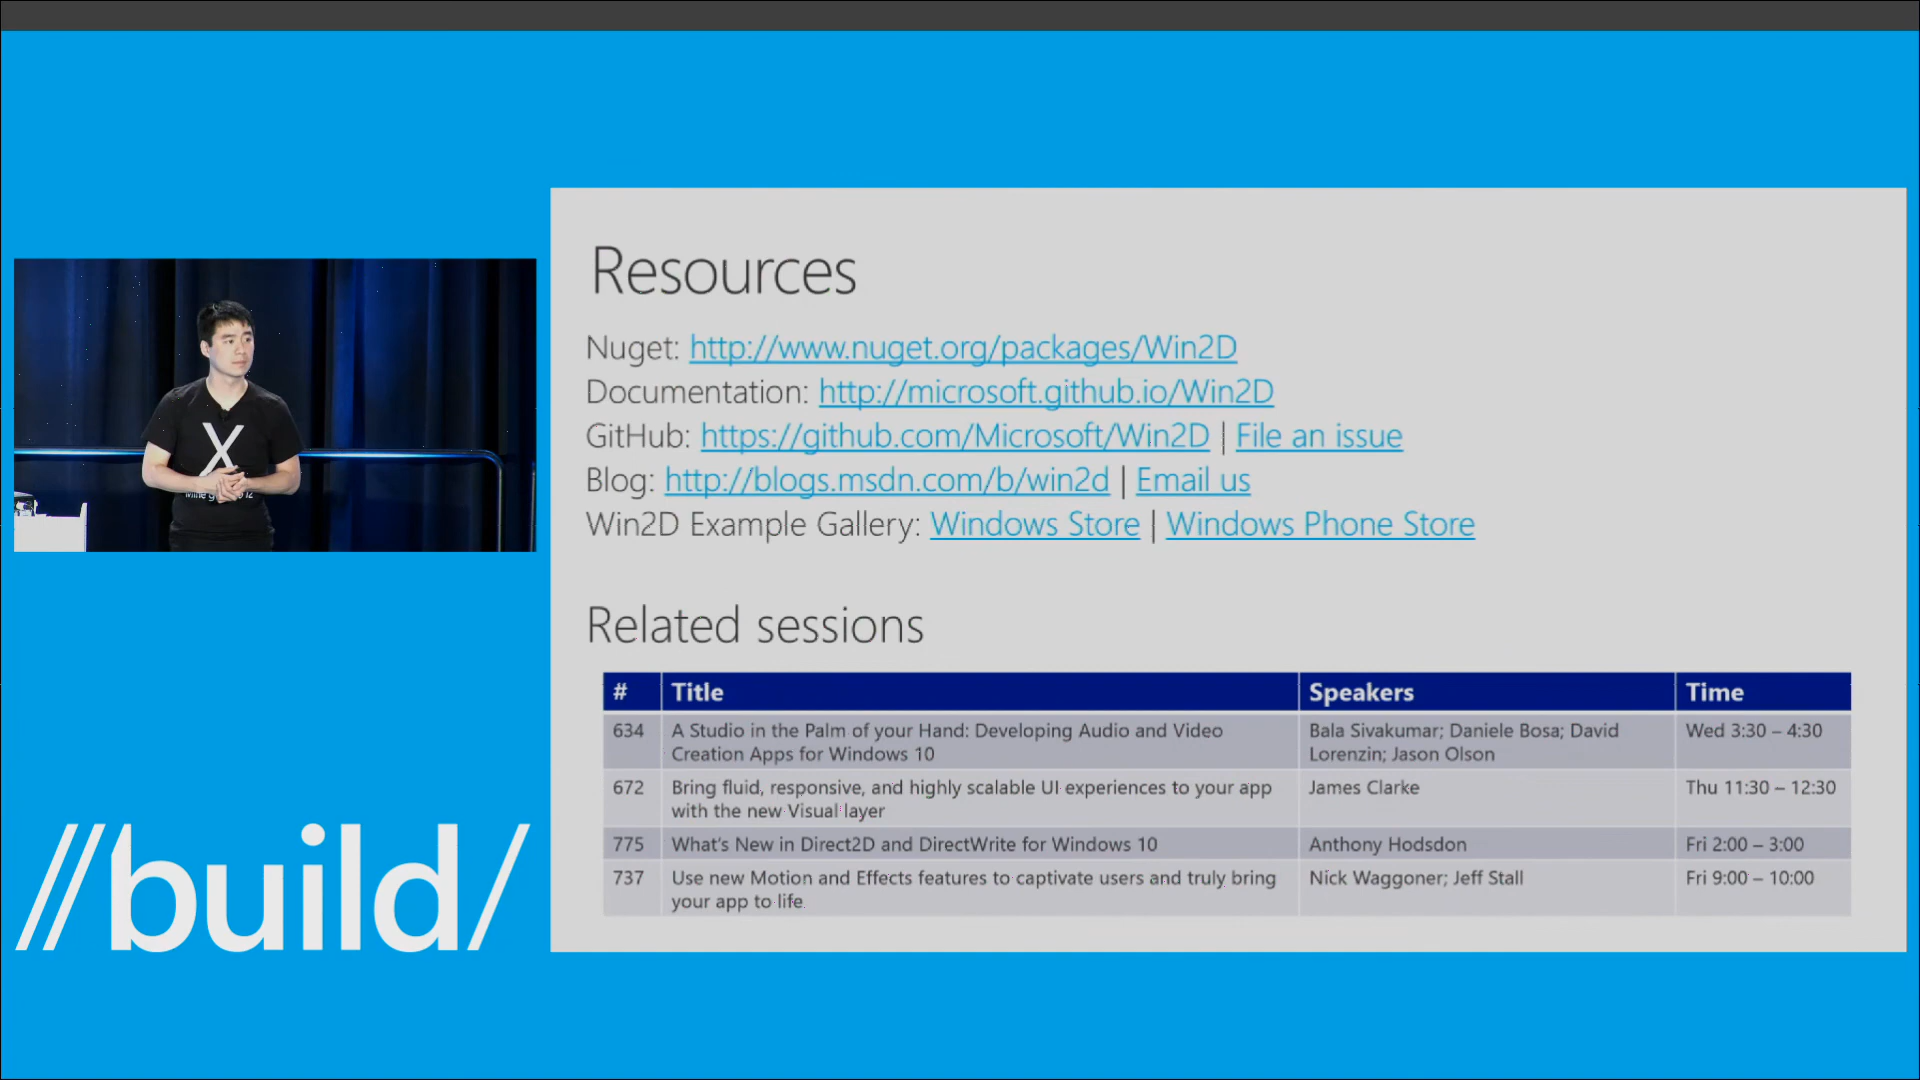 Resources
Nuget: http://www.nuget.org/packages/Win2D
Documentation: http://microsoft.github.io/Win2D
GitHub: https://github.com/Microsoft/Win2D | File an issue
Blog: http://blogs.msdn.com/b/win2d | Email us
Win2D Example Gallery: Windows Store | Windows Phone Store
Related sessions
# Title Speakers Time
634 A Studio in the Palm of your Hand: Developing Audio and Video Bala Sivakumar; Daniele Bosa; David Wed 3:30 – 4:30
Creation Apps for Windows 10 Lorenzin; Jason Olson
672 Bring fluid, responsive, and highly scalable UI experiences to your app James Clarke Thu 11:30 – 12:30
with the new Visual layer
775 What's New in Direct2D and DirectWrite for Windows 10 Anthony Hodsdon Fri 2:00 – 3:00
737 Use new Motion and Effects features to captivate users and truly bring Nick Waggoner; Jeff Stall Fri 9:00 – 10:00
your app to life
X
//build/